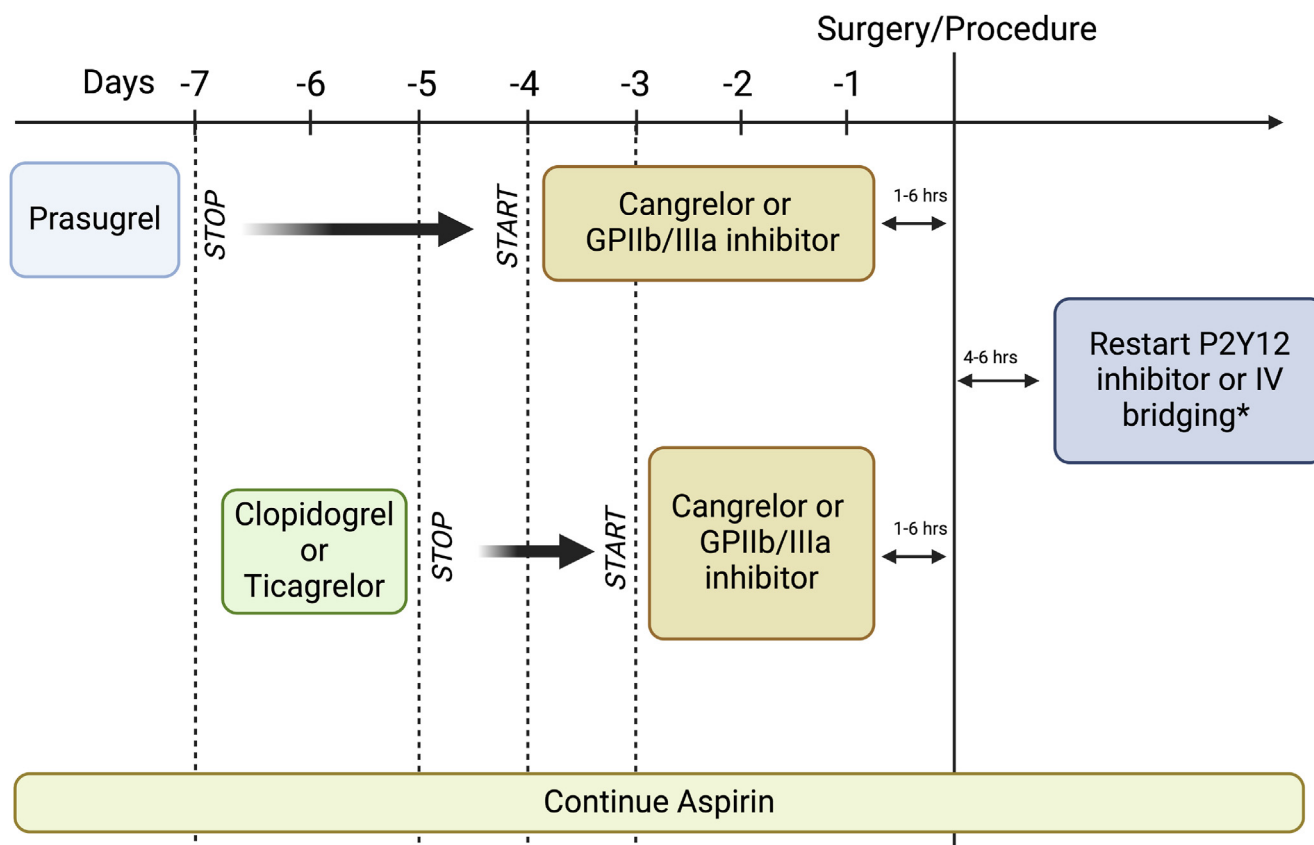 Surgery/Procedure
Days -7 -6 -5 -4 -3 -2 -1
Prasugrel
STOP
START
Cangrelor or
GPIIb/IIIa inhibitor
1-6 hrs
4-6 hrs
Restart P2Y12
inhibitor or IV
bridging*
Clopidogrel
or
Ticagrelor
STOP
START
Cangrelor or
GPIIb/IIIa
inhibitor
1-6 hrs
Continue Aspirin